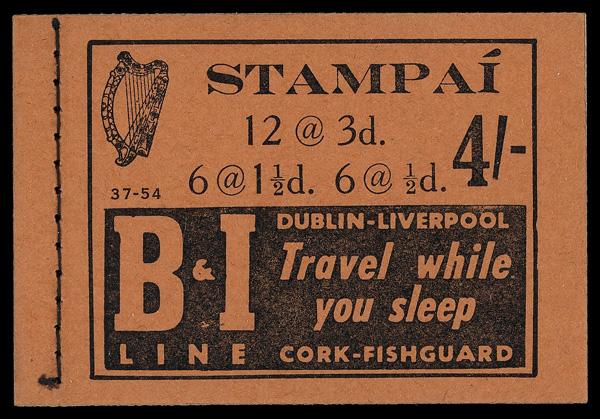 STAMPAÍ
12 @ 3d.
6 @ 1½d. 6 @ ½d.
4/-
37-54
B & I
LINE
DUBLIN-LIVERPOOL
Travel while
you sleep
CORK-FISHGUARD